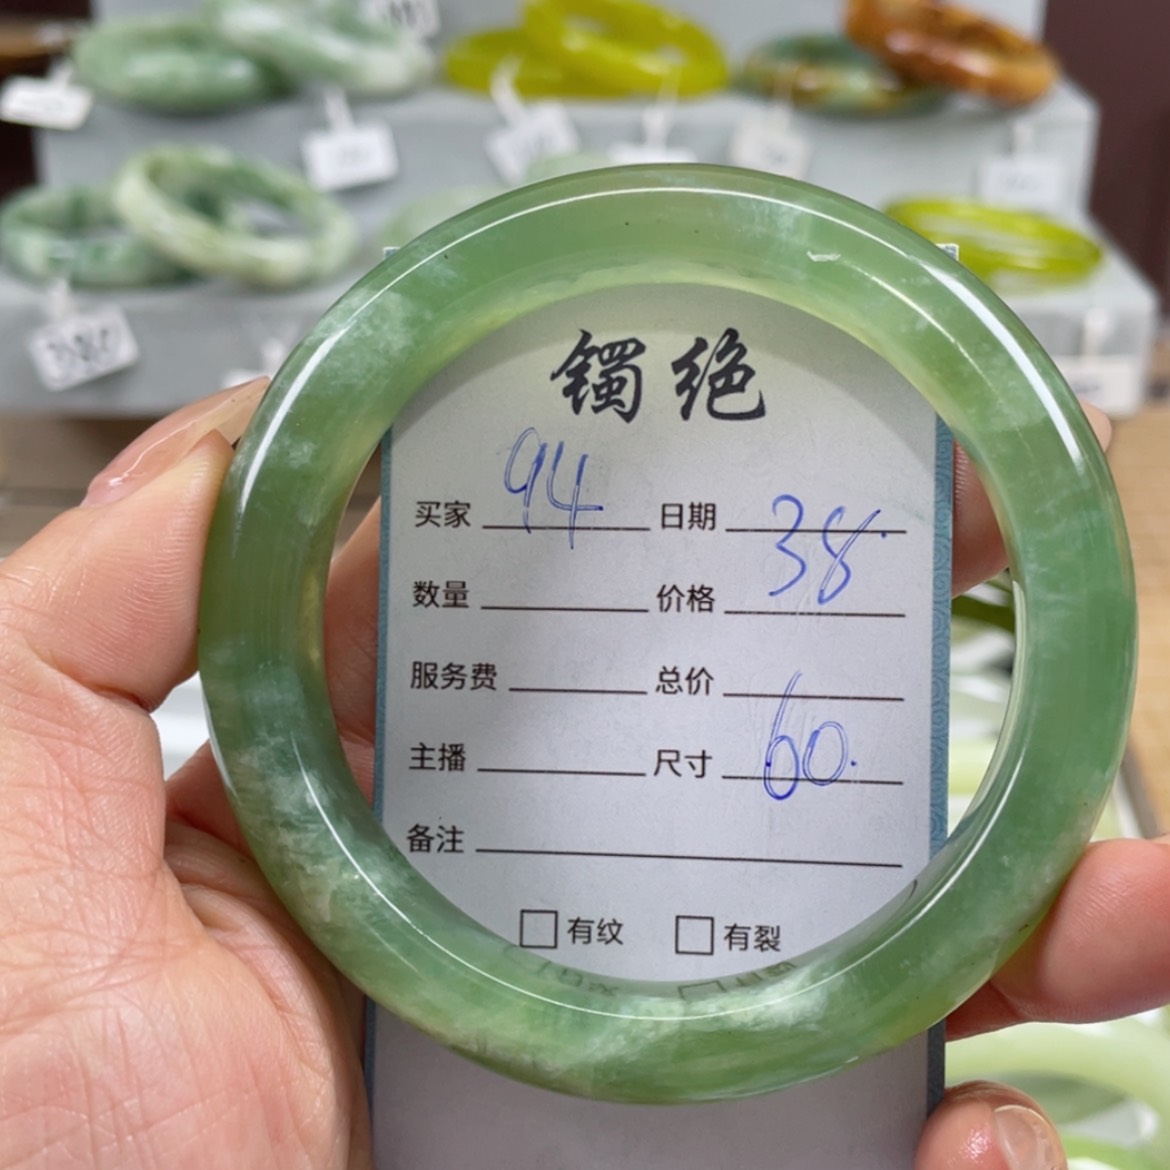 镯绝
买家 94 日期 38
数量 价格
服务费 总价
主播 尺寸 60.
备注
有纹 有裂